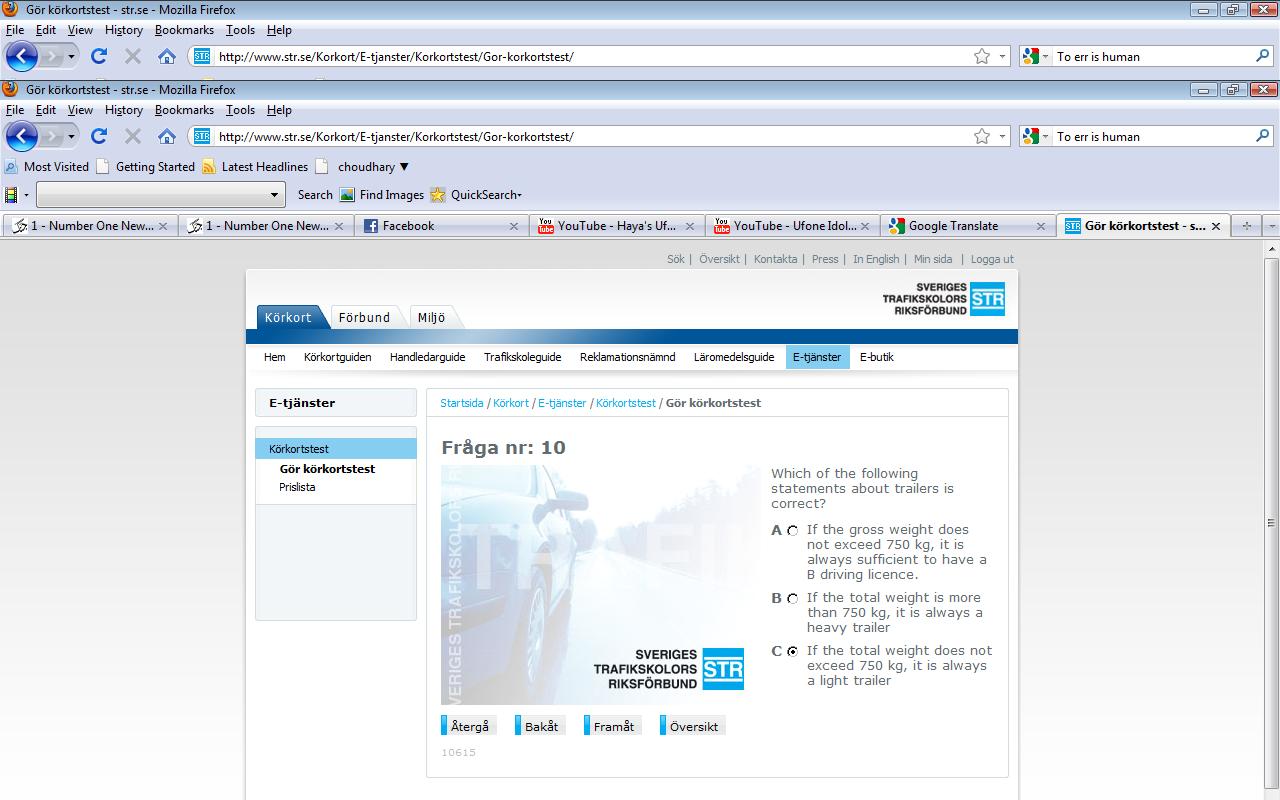 Gör körkortstest - str.se - Mozilla Firefox
File Edit View History Bookmarks Tools Help
STR http://www.str.se/Korkort/E-tjanster/Korkortstest/Gor-korkortstest/ To err is human
Gör körkortstest - str.se - Mozilla Firefox
File Edit View History Bookmarks Tools Help
STR http://www.str.se/Korkort/E-tjanster/Korkortstest/Gor-korkortstest/ To err is human
Most Visited Getting Started Latest Headlines choudhary
Search Find Images QuickSearch
1 - Number One New... 1 - Number One New... Facebook YouTube - Haya's Uf... YouTube - Ufone Idol... Google Translate Gör körkortstest - s...
Sök | Översikt | Kontakta | Press | In English | Min sida | Logga ut
SVERIGES
TRAFIKSKOLORS STR
RIKSFÖRBUND
Körkort Förbund Miljö
Hem Körkortguiden Handledarguide Trafikskoleguide Reklamationsnämnd Läromedelsguide E-tjänster E-butik
E-tjänster
Körkortstest
Gör körkortstest
Prislista
Startsida / Körkort / E-tjänster / Körkortstest / Gör körkortstest
Fråga nr: 10
SVERIGES
TRAFIKSKOLORS STR
RIKSFÖRBUND
Which of the following
statements about trailers is
correct?
A If the gross weight does
not exceed 750 kg, it is
always sufficient to have a
B driving licence.
B If the total weight is more
than 750 kg, it is always a
heavy trailer
C If the total weight does not
exceed 750 kg, it is always
a light trailer
Återgå Bakåt Framåt Översikt
10615